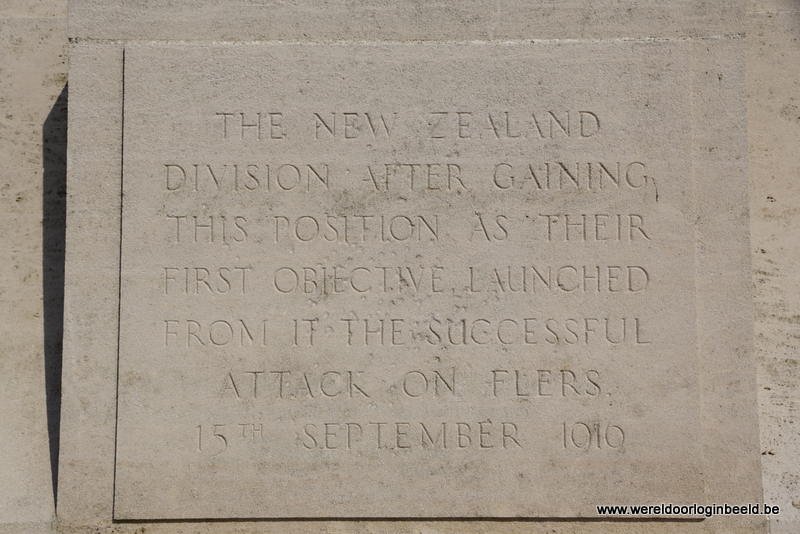 THE NEW ZEALAND
DIVISION AFTER GAINING
THIS POSITION AS THEIR
FIRST OBJECTIVE, LAUNCHED
FROM IT THE SUCCESSFUL
ATTACK ON FLERS.
15TH SEPTEMBER 1916
www.wereldoorloginbeeld.be